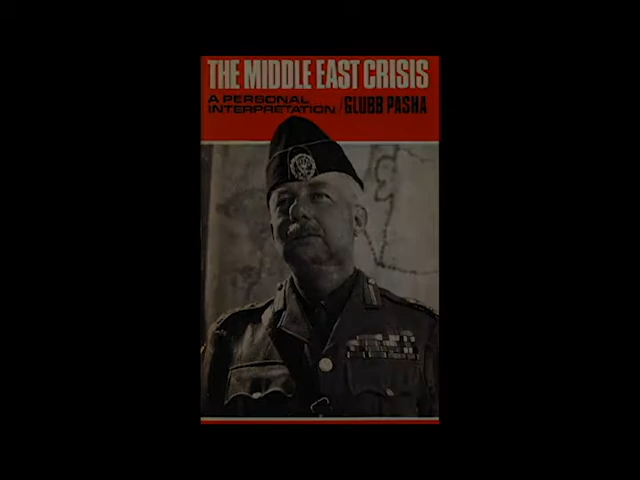 THE MIDDLE EAST CRISIS
A PERSONAL
INTERPRETATION / GLUBB PASHA